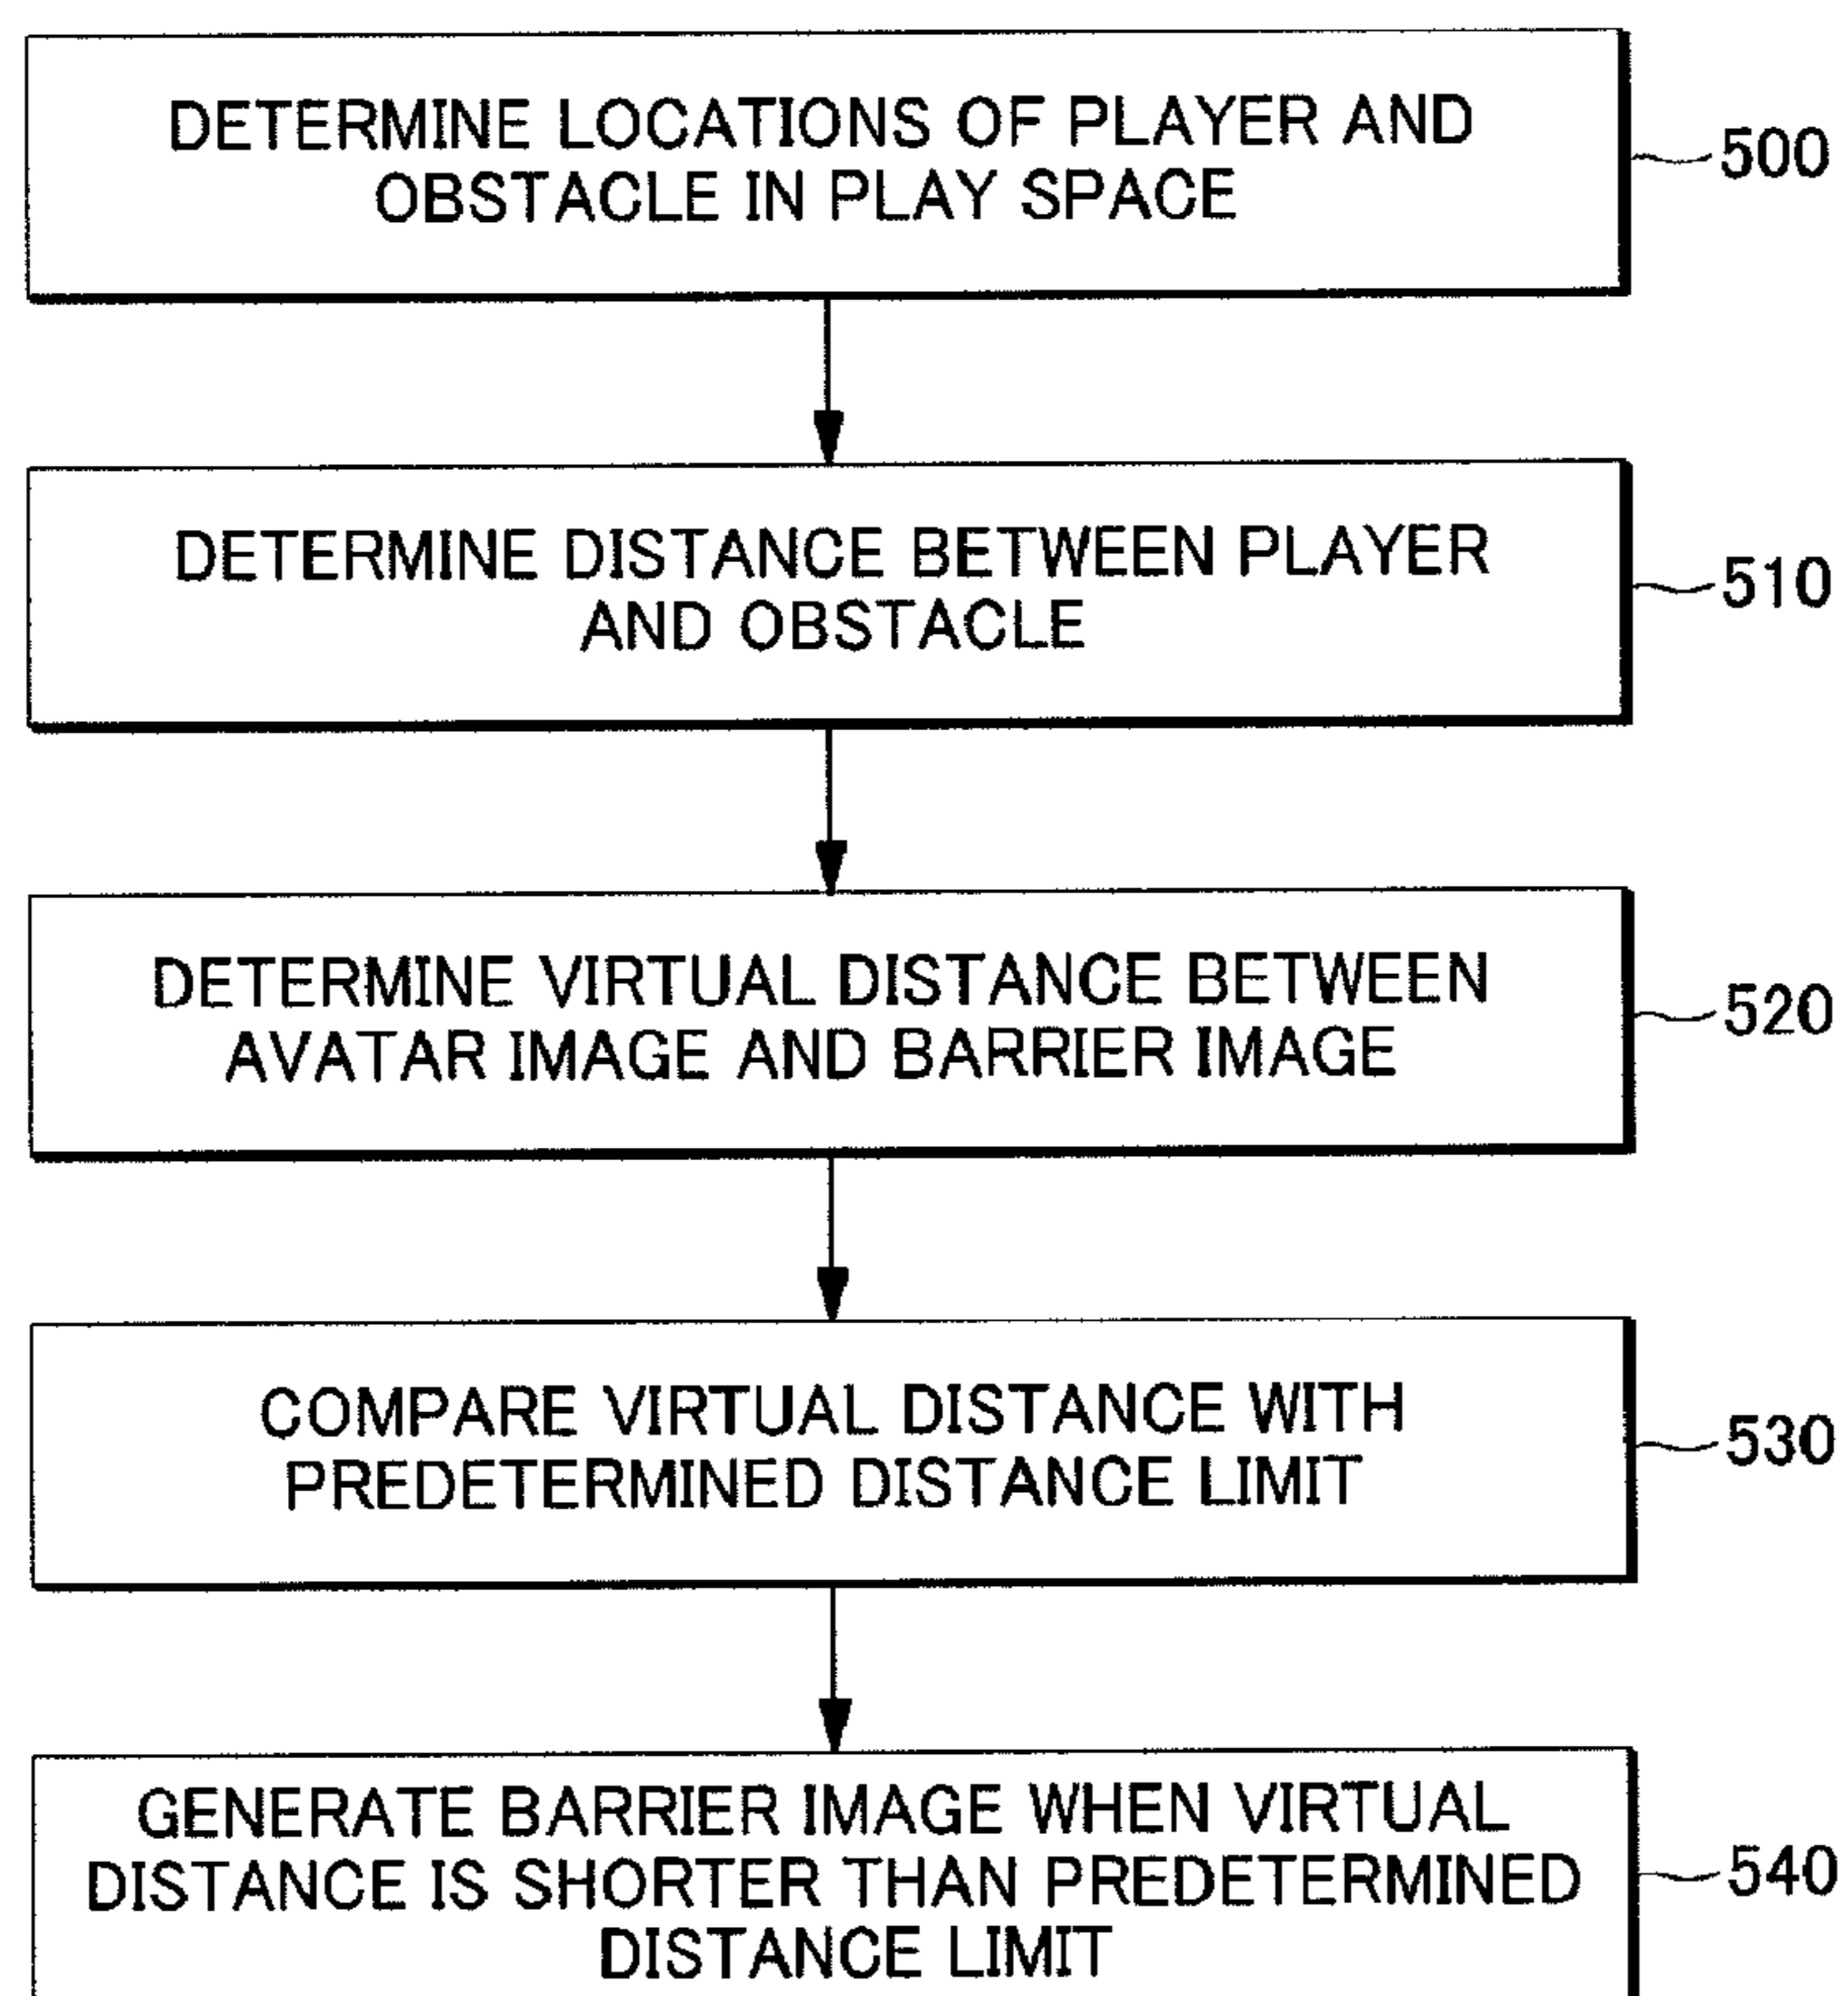 DETERMINE LOCATIONS OF PLAYER AND
OBSTACLE IN PLAY SPACE
500
DETERMINE DISTANCE BETWEEN PLAYER
AND OBSTACLE
510
DETERMINE VIRTUAL DISTANCE BETWEEN
AVATAR IMAGE AND BARRIER IMAGE
520
COMPARE VIRTUAL DISTANCE WITH
PREDETERMINED DISTANCE LIMIT
530
GENERATE BARRIER IMAGE WHEN VIRTUAL
DISTANCE IS SHORTER THAN PREDETERMINED
DISTANCE LIMIT
540